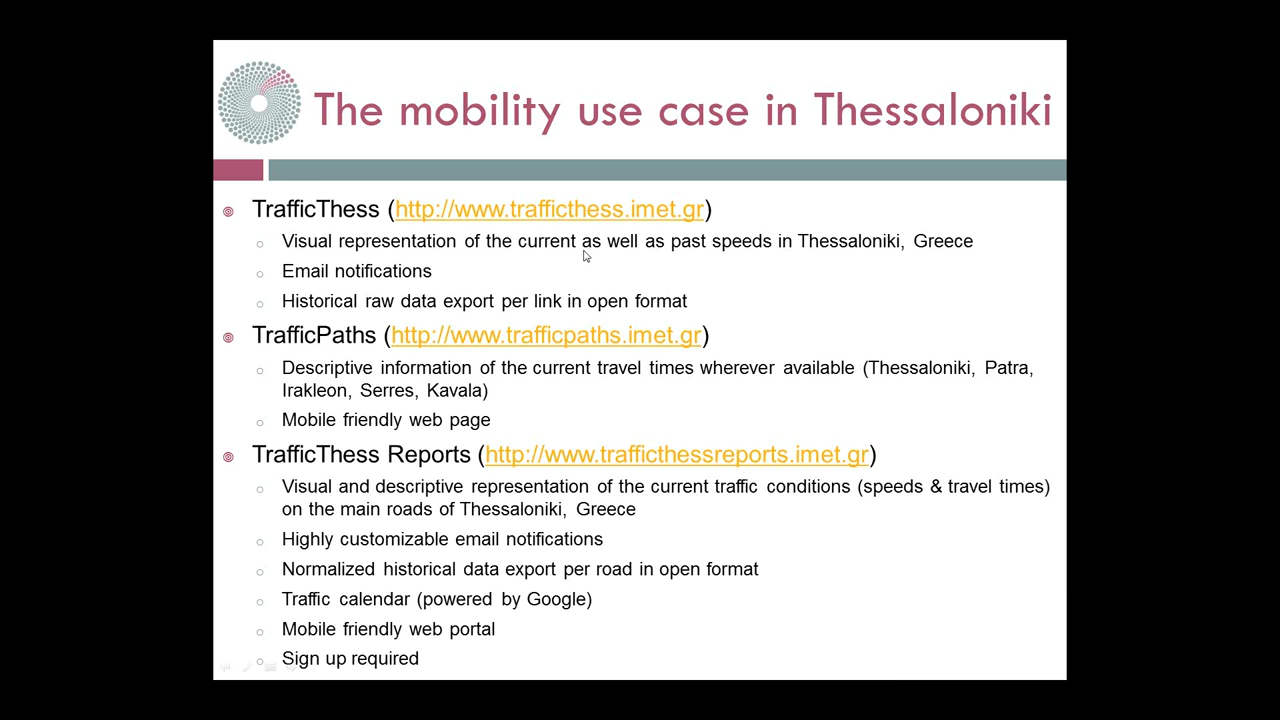 The mobility use case in Thessaloniki
TrafficThess (http://www.trafficthess.imet.gr)
Visual representation of the current as well as past speeds in Thessaloniki, Greece
Email notifications
Historical raw data export per link in open format
TrafficPaths (http://www.trafficpaths.imet.gr)
Descriptive information of the current travel times wherever available (Thessaloniki, Patra,
Irakleon, Serres, Kavala)
Mobile friendly web page
TrafficThess Reports (http://www.trafficthessreports.imet.gr)
Visual and descriptive representation of the current traffic conditions (speeds & travel times)
on the main roads of Thessaloniki, Greece
Highly customizable email notifications
Normalized historical data export per road in open format
Traffic calendar (powered by Google)
Mobile friendly web portal
Sign up required